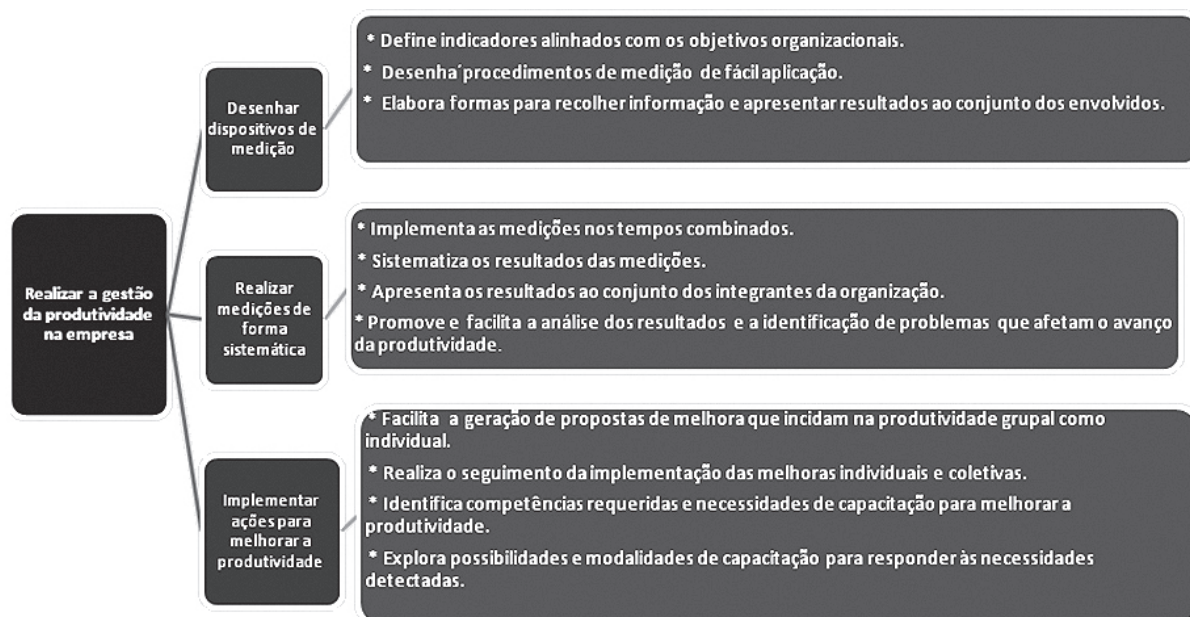 Realizar a gestão
da produtividade
na empresa
Desenhar
dispositivos de
medição
* Define indicadores alinhados com os objetivos organizacionais.
* Desenha´procedimentos de medição de fácil aplicação.
* Elabora formas para recolher informação e apresentar resultados ao conjunto dos envolvidos.
Realizar
medições de
forma
sistemática
* Implementa as medições nos tempos combinados.
* Sistematiza os resultados das medições.
* Apresenta os resultados ao conjunto dos integrantes da organização.
* Promove e facilita a análise dos resultados e a identificação de problemas que afetam o avanço
da produtividade.
Implementar
ações para
melhorar a
produtividade
* Facilita a geração de propostas de melhora que incidam na produtividade grupal como
individual.
* Realiza o seguimento da implementação das melhoras individuais e coletivas.
* Identifica competências requeridas e necessidades de capacitação para melhorar a
produtividade.
* Explora possibilidades e modalidades de capacitação para responder às necessidades
detectadas.